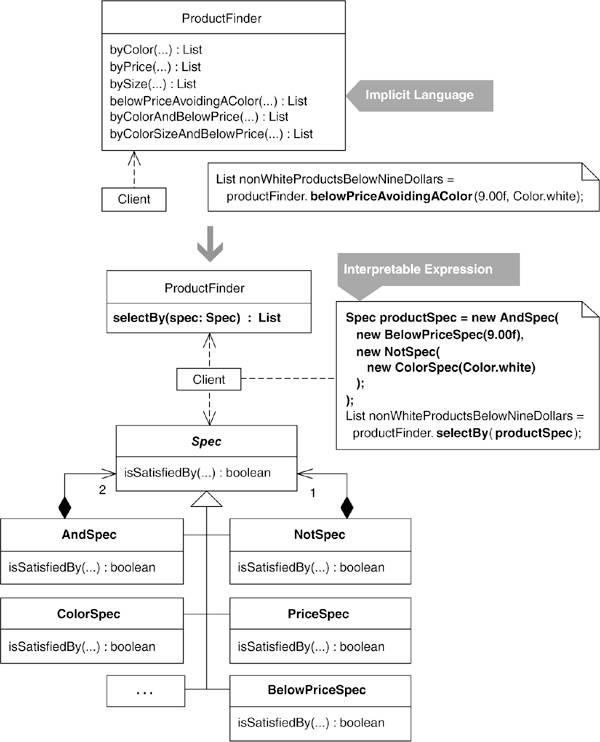 ProductFinder
byColor(...) : List
byPrice(...) : List
bySize(...) : List
belowPriceAvoidingAColor(...) : List
byColorAndBelowPrice(...) : List
byColorSizeAndBelowPrice(...) : List
Implicit Language
Client
List nonWhiteProductsBelowNineDollars =
productFinder.belowPriceAvoidingAColor(9.00f, Color.white);
ProductFinder
selectBy(spec: Spec) : List
Interpretable Expression
Client
Spec productSpec = new AndSpec(
new BelowPriceSpec(9.00f),
new NotSpec(
new ColorSpec(Color.white)
);
);
List nonWhiteProductsBelowNineDollars =
productFinder.selectBy(productSpec);
Spec
isSatisfiedBy(...) : boolean
2
1
AndSpec
isSatisfiedBy(...) : boolean
NotSpec
isSatisfiedBy(...) : boolean
ColorSpec
isSatisfiedBy(...) : boolean
PriceSpec
isSatisfiedBy(...) : boolean
...
BelowPriceSpec
isSatisfiedBy(...) : boolean